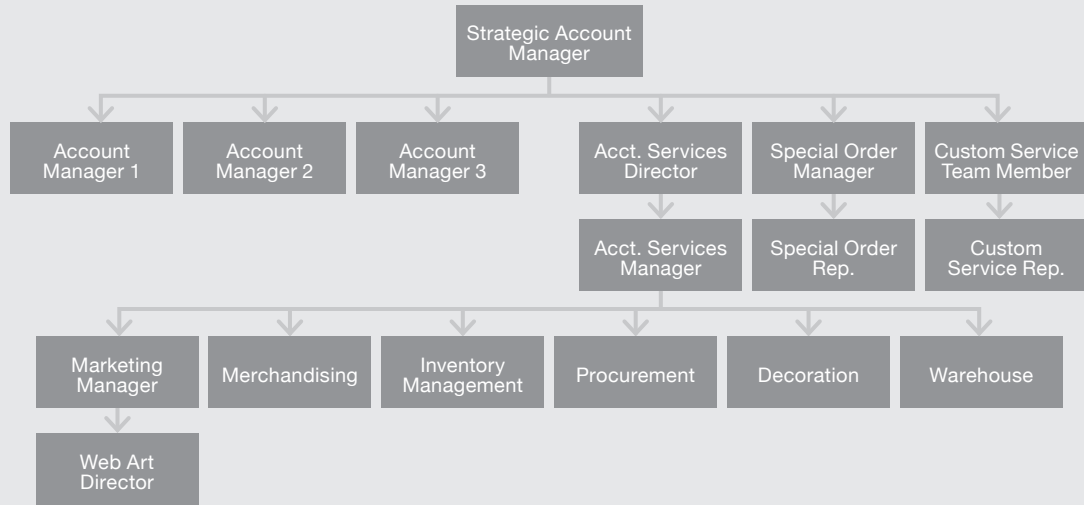 Strategic Account
Manager
Account
Manager 1
Account
Manager 2
Account
Manager 3
Acct. Services
Director
Special Order
Manager
Custom Service
Team Member
Acct. Services
Manager
Special Order
Rep.
Custom
Service Rep.
Marketing
Manager
Merchandising
Inventory
Management
Procurement
Decoration
Warehouse
Web Art
Director